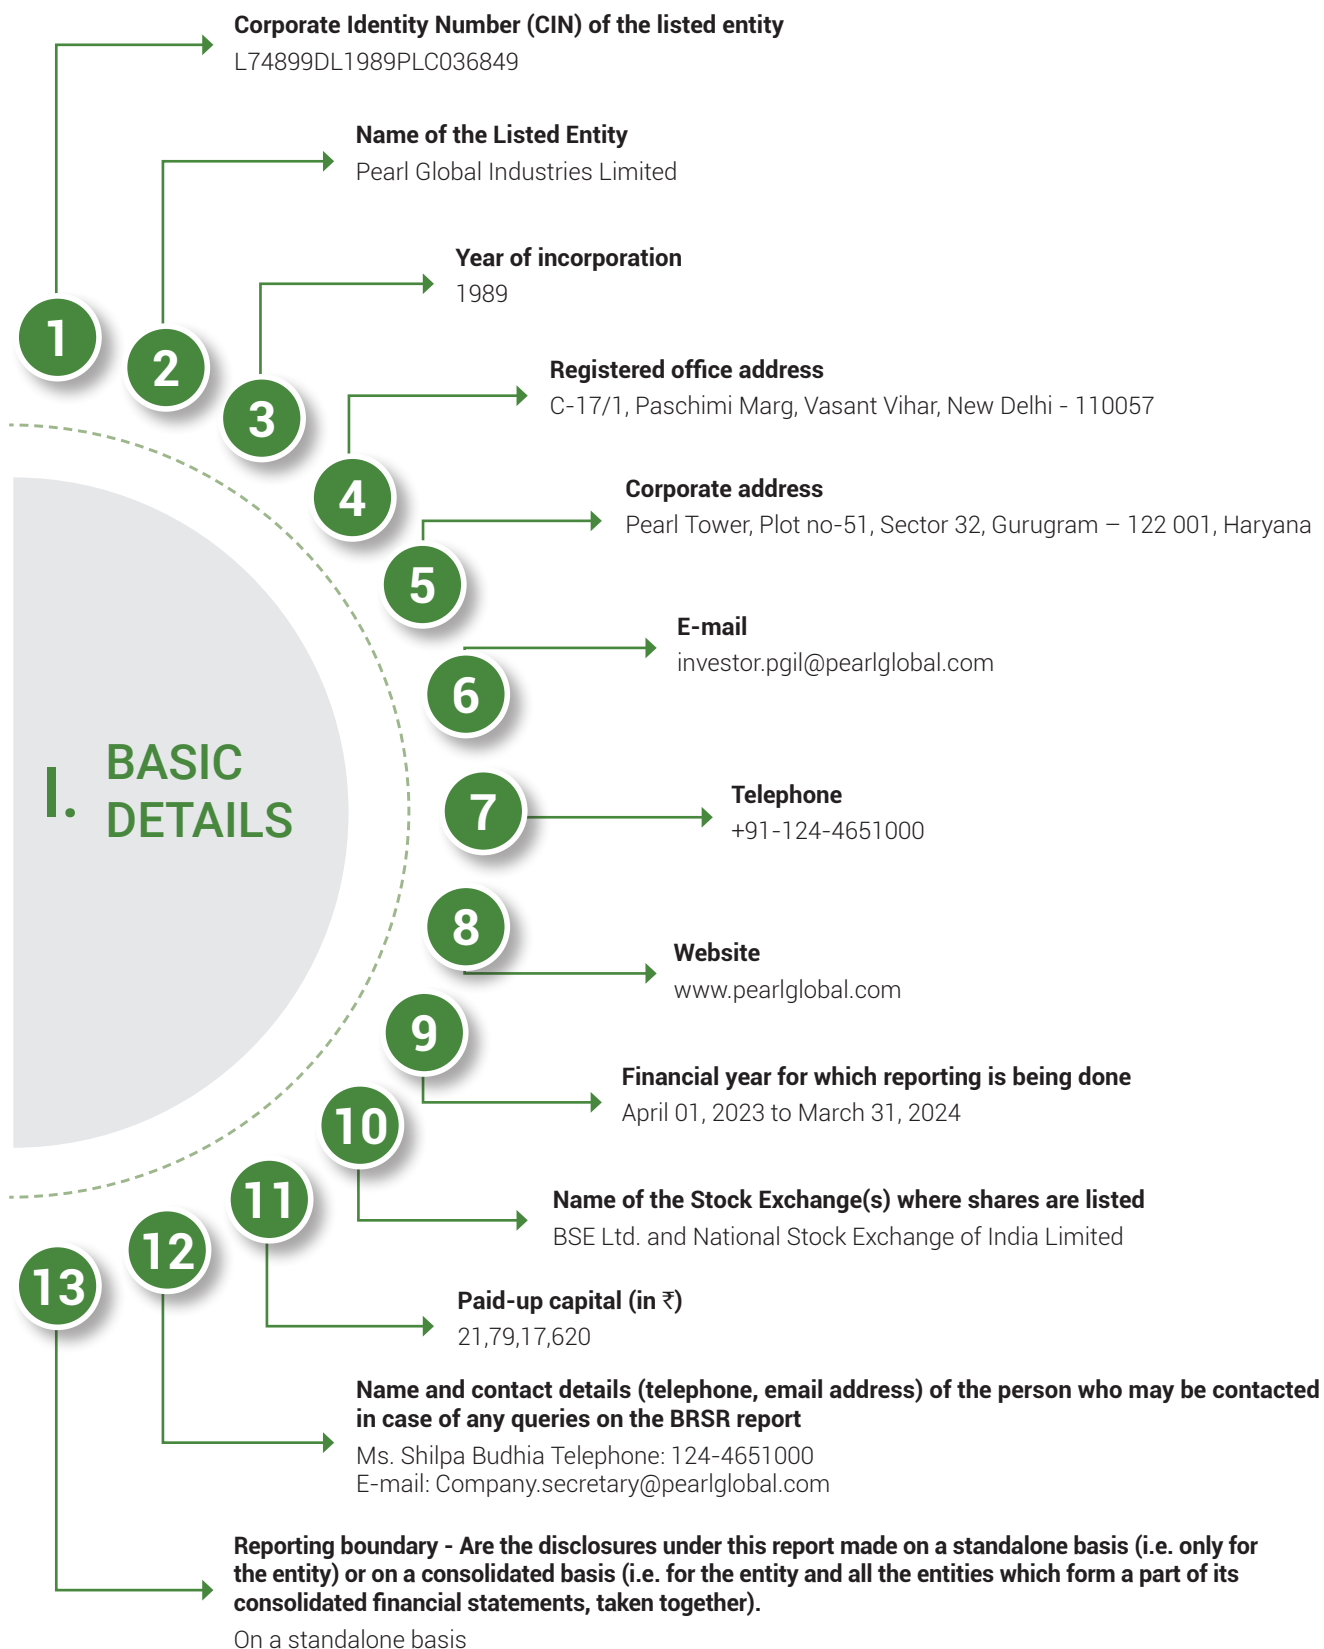 Corporate Identity Number (CIN) of the listed entity
L74899DL1989PLC036849
Name of the Listed Entity
Pearl Global Industries Limited
Year of incorporation
1989
1
2
3
Registered office address
C-17/1, Paschimi Marg, Vasant Vihar, New Delhi - 110057
4
Corporate address
Pearl Tower, Plot no-51, Sector 32, Gurugram – 122 001, Haryana
5
E-mail
investor.pgil@pearlglobal.com
6
I. BASIC
DETAILS
Telephone
+91-124-4651000
7
8
Website
www.pearlglobal.com
9
Financial year for which reporting is being done
April 01, 2023 to March 31, 2024
10
Name of the Stock Exchange(s) where shares are listed
BSE Ltd. and National Stock Exchange of India Limited
11
Paid-up capital (in ₹)
21,79,17,620
12
Name and contact details (telephone, email address) of the person who may be contacted
in case of any queries on the BRSR report
Ms. Shilpa Budhia Telephone: 124-4651000
E-mail: Company.secretary@pearlglobal.com
13
Reporting boundary - Are the disclosures under this report made on a standalone basis (i.e. only for
the entity) or on a consolidated basis (i.e. for the entity and all the entities which form a part of its
consolidated financial statements, taken together).
On a standalone basis